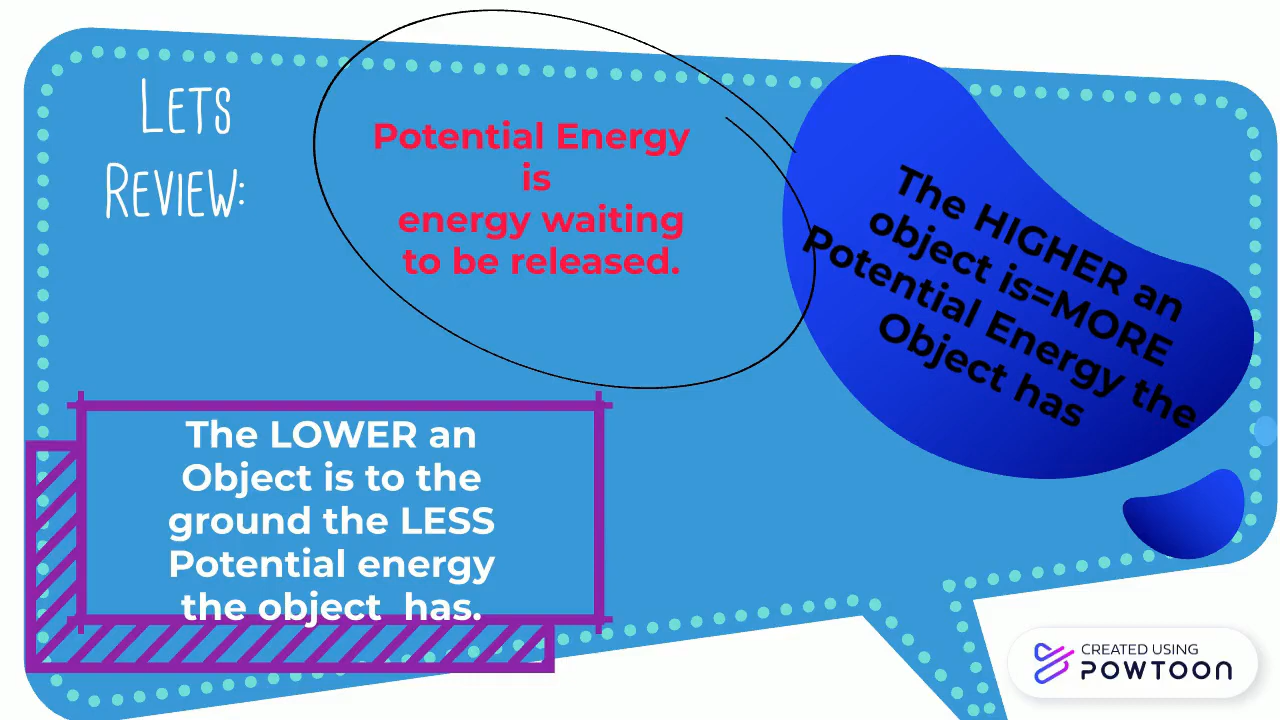 LETS
REVIEW:
Potential Energy
is
energy waiting
to be released.
The HIGHER an
object is=MORE
Potential Energy the
Object has
The LOWER an
Object is to the
ground the LESS
Potential energy
the object  has.
CREATED USING
POWTOON